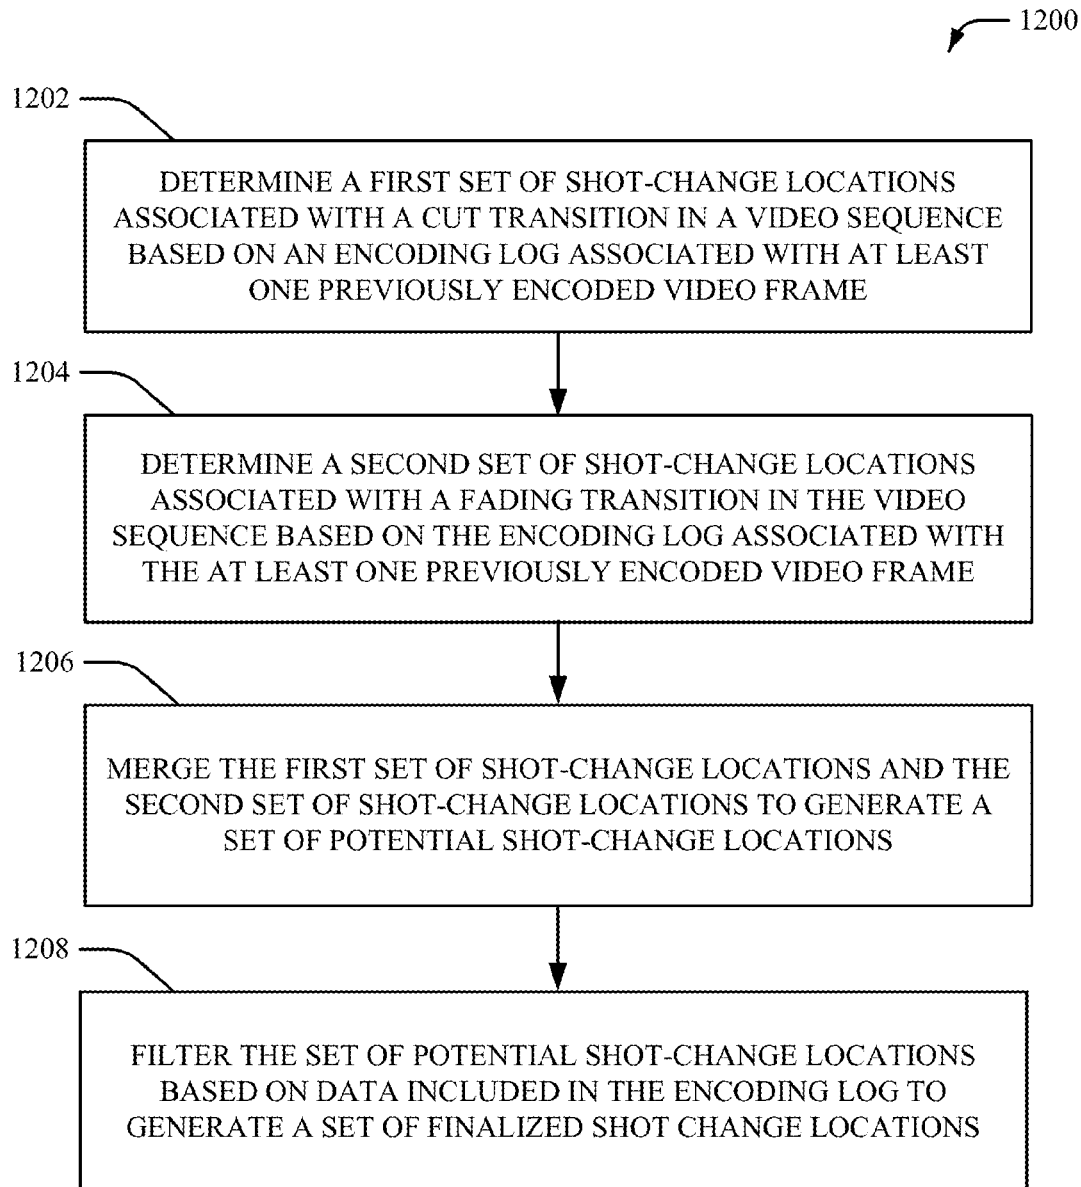 1200
1202
DETERMINE A FIRST SET OF SHOT-CHANGE LOCATIONS
ASSOCIATED WITH A CUT TRANSITION IN A VIDEO SEQUENCE
BASED ON AN ENCODING LOG ASSOCIATED WITH AT LEAST
ONE PREVIOUSLY ENCODED VIDEO FRAME
1204
DETERMINE A SECOND SET OF SHOT-CHANGE LOCATIONS
ASSOCIATED WITH A FADING TRANSITION IN THE VIDEO
SEQUENCE BASED ON THE ENCODING LOG ASSOCIATED WITH
THE AT LEAST ONE PREVIOUSLY ENCODED VIDEO FRAME
1206
MERGE THE FIRST SET OF SHOT-CHANGE LOCATIONS AND THE
SECOND SET OF SHOT-CHANGE LOCATIONS TO GENERATE A
SET OF POTENTIAL SHOT-CHANGE LOCATIONS
1208
FILTER THE SET OF POTENTIAL SHOT-CHANGE LOCATIONS
BASED ON DATA INCLUDED IN THE ENCODING LOG TO
GENERATE A SET OF FINALIZED SHOT CHANGE LOCATIONS